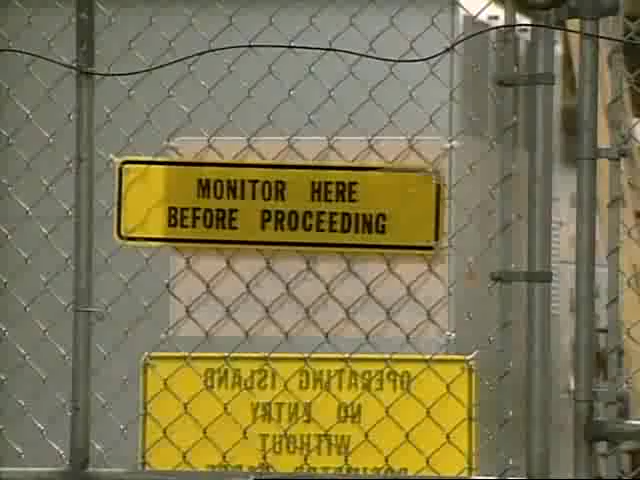 MONITOR HERE
BEFORE PROCEEDING
OPERATING ISLAND
NO ENTRY
WITHOUT